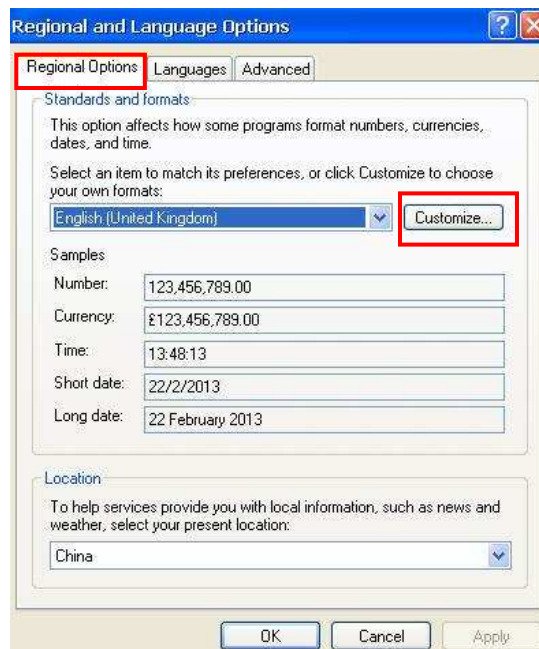 Regional and Language Options
Regional Options Languages Advanced
Standards and formats
This option affects how some programs format numbers, currencies,
dates, and time.
Select an item to match its preferences, or click Customize to choose
your own formats:
English (United Kingdom) Customize...
Samples
Number: 123,456,789.00
Currency: £123,456,789.00
Time: 13:48:13
Short date: 22/2/2013
Long date: 22 February 2013
Location
To help services provide you with local information, such as news and
weather, select your present location:
China
OK Cancel Apply